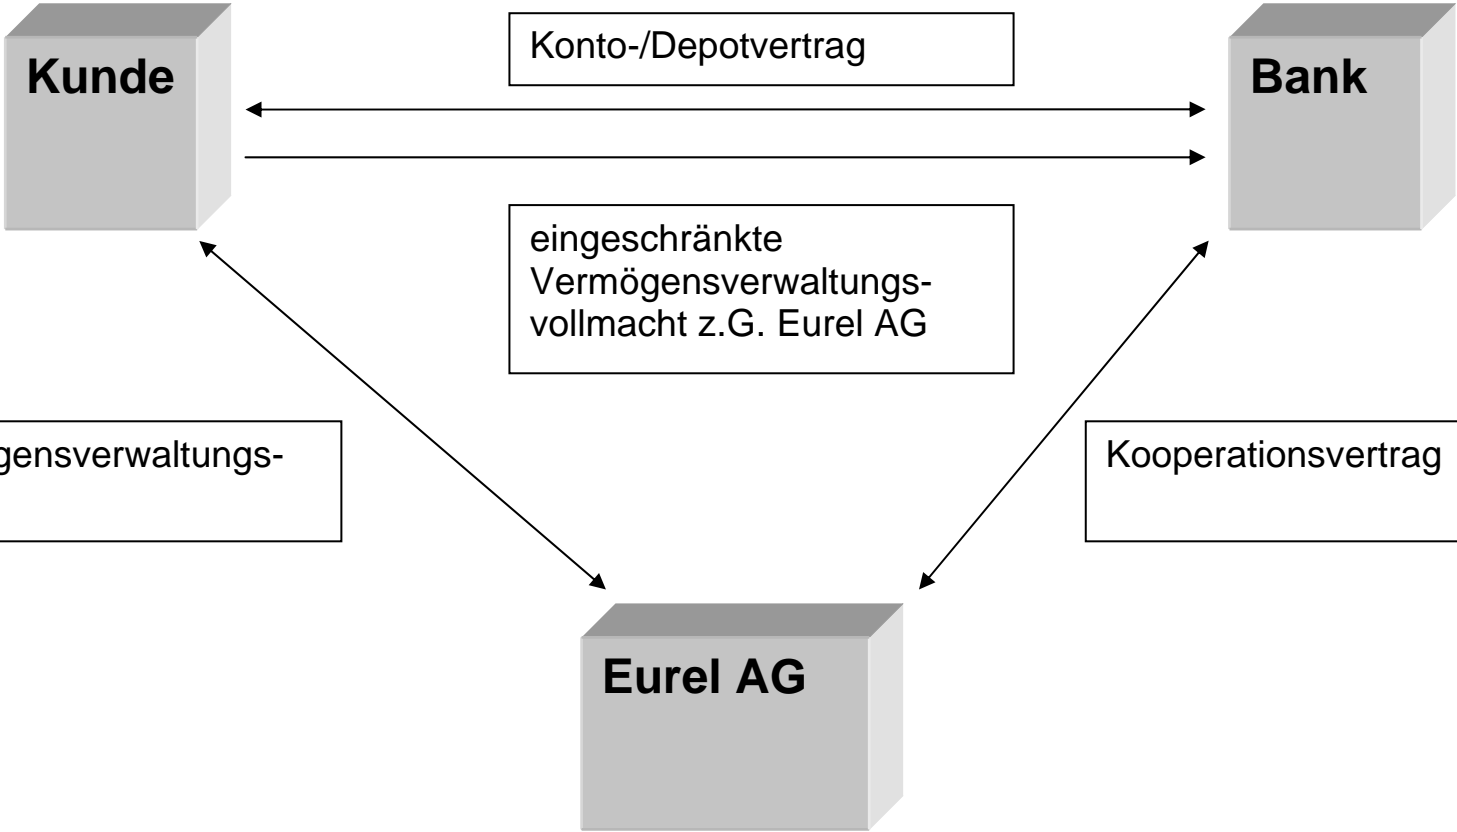 Kunde
Konto-/Depotvertrag
Bank
eingeschränkte
Vermögensverwaltungs-
vollmacht z.G. Eurel AG
gensverwaltungs-
Kooperationsvertrag
Eurel AG